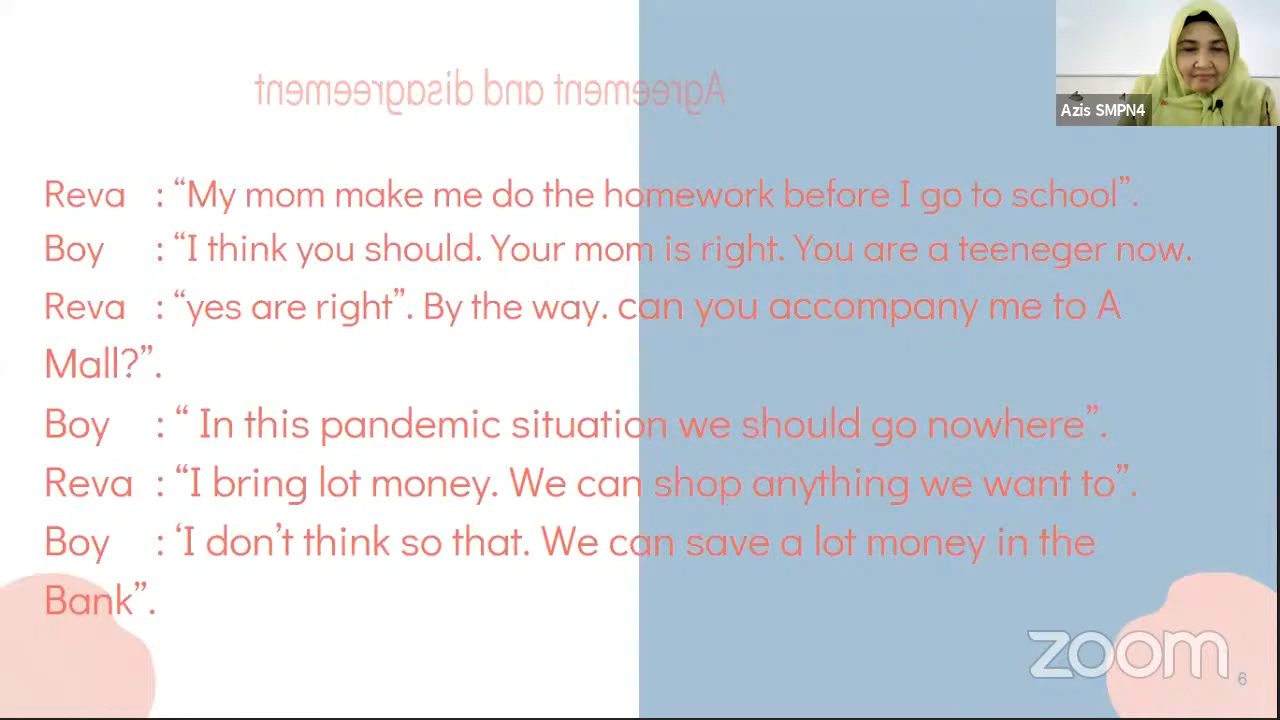 Agreement and disagreement
Azis SMPN4
Reva : “My mom make me do the homework before I go to school”.
Boy : “I think you should. Your mom is right. You are a teeneger now.
Reva : “yes are right”. By the way. can you accompany me to A
Mall?”.
Boy : “ In this pandemic situation we should go nowhere”.
Reva : “I bring lot money. We can shop anything we want to”.
Boy : ‘I don’t think so that. We can save a lot money in the
Bank”.
zoom
6